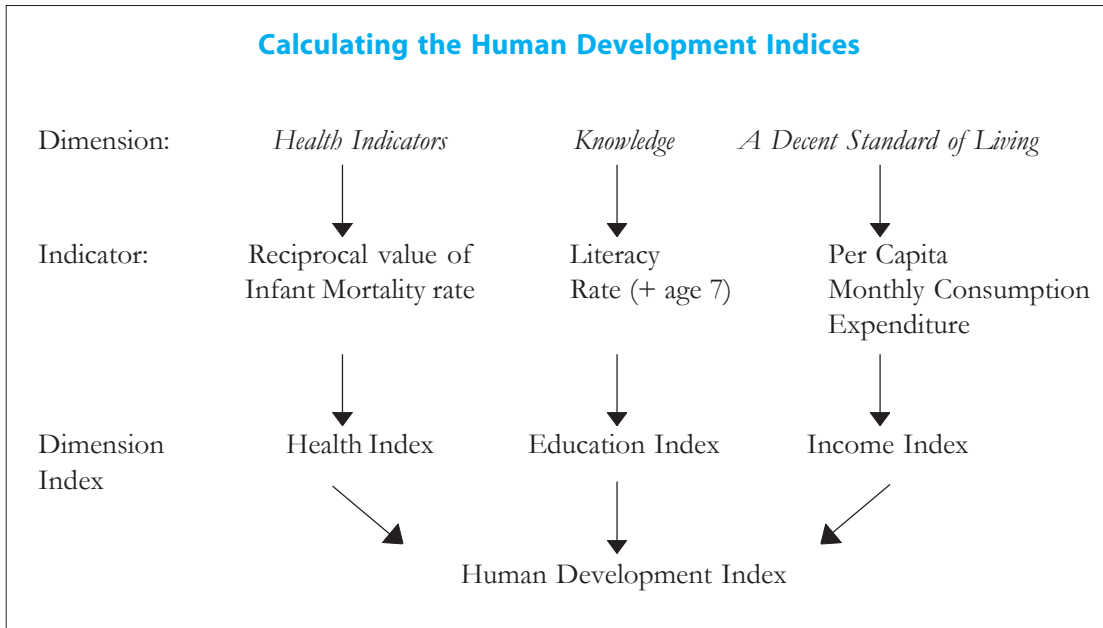 Calculating the Human Development Indices
Dimension: Health Indicators Knowledge A Decent Standard of Living
Indicator: Reciprocal value of Literacy Per Capita
Infant Mortality rate Rate (+ age 7) Monthly Consumption
Expenditure
Dimension Health Index Education Index Income Index
Index
Human Development Index